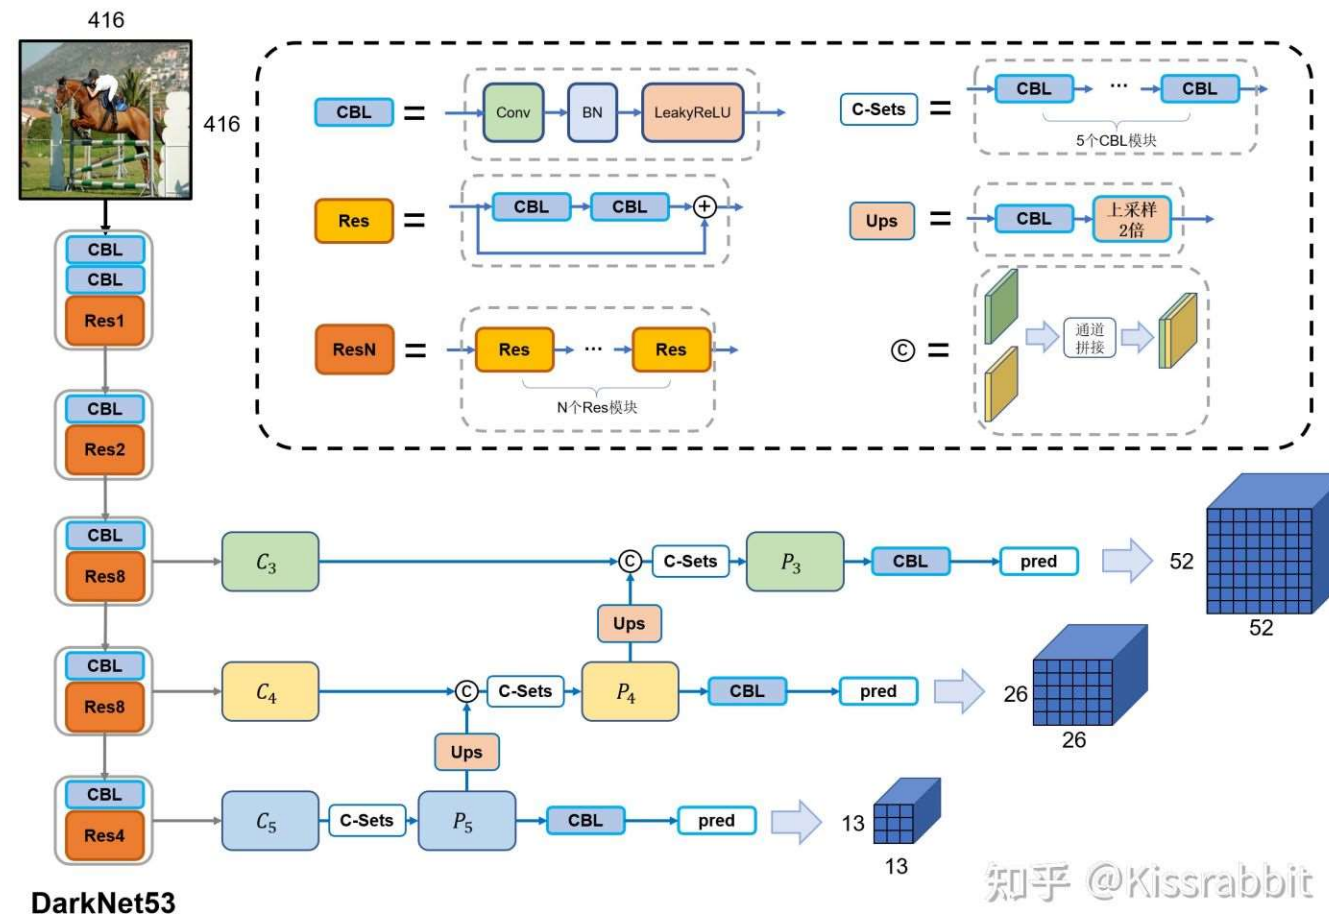 416
416
CBL
=
Conv
BN
LeakyReLU
C-Sets
=
CBL
...
CBL
5个CBL模块
Res
=
CBL
CBL
+
Ups
=
CBL
上采样
2倍
ResN
=
Res
...
Res
N个Res模块
C
=
通道
拼接
CBL
CBL
Res1
CBL
Res2
CBL
Res8
C3
C
C-Sets
P3
CBL
pred
52
52
Ups
CBL
Res8
C4
C
C-Sets
P4
CBL
pred
26
26
Ups
CBL
Res4
C5
C-Sets
P5
CBL
pred
13
13
DarkNet53
知乎 @Kissrabbit